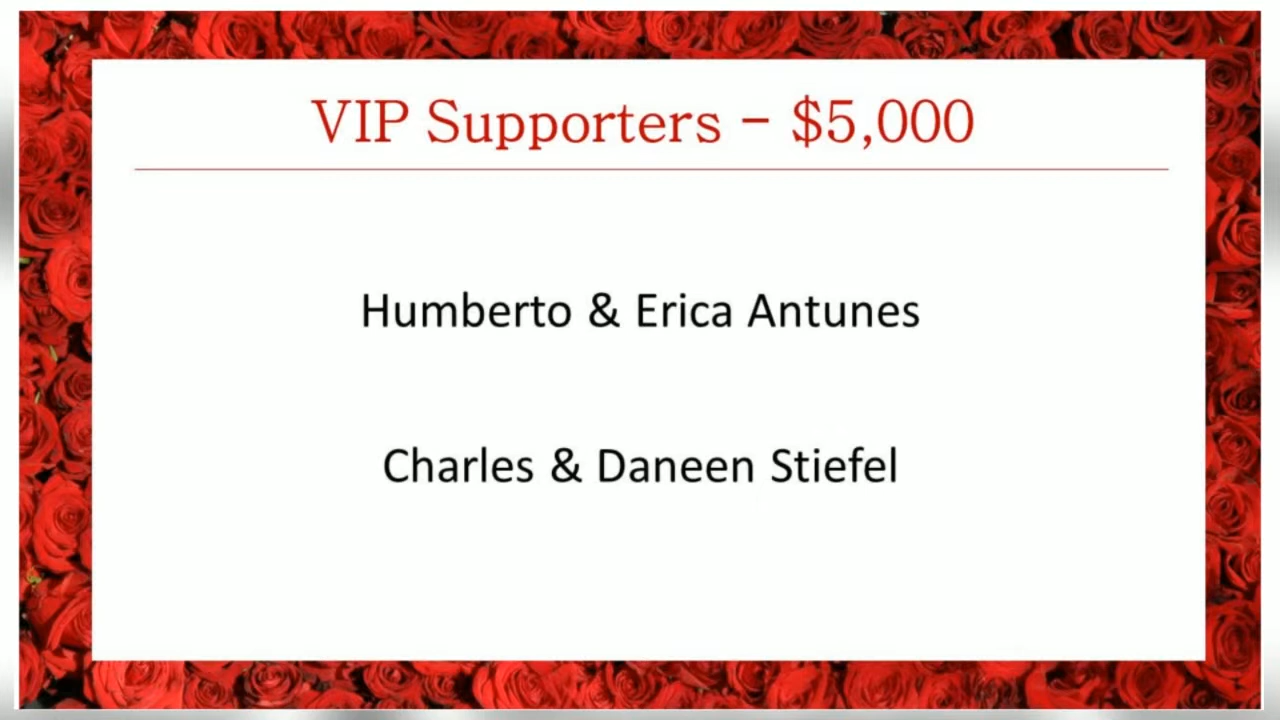 VIP Supporters – $5,000
Humberto & Erica Antunes
Charles & Daneen Stiefel